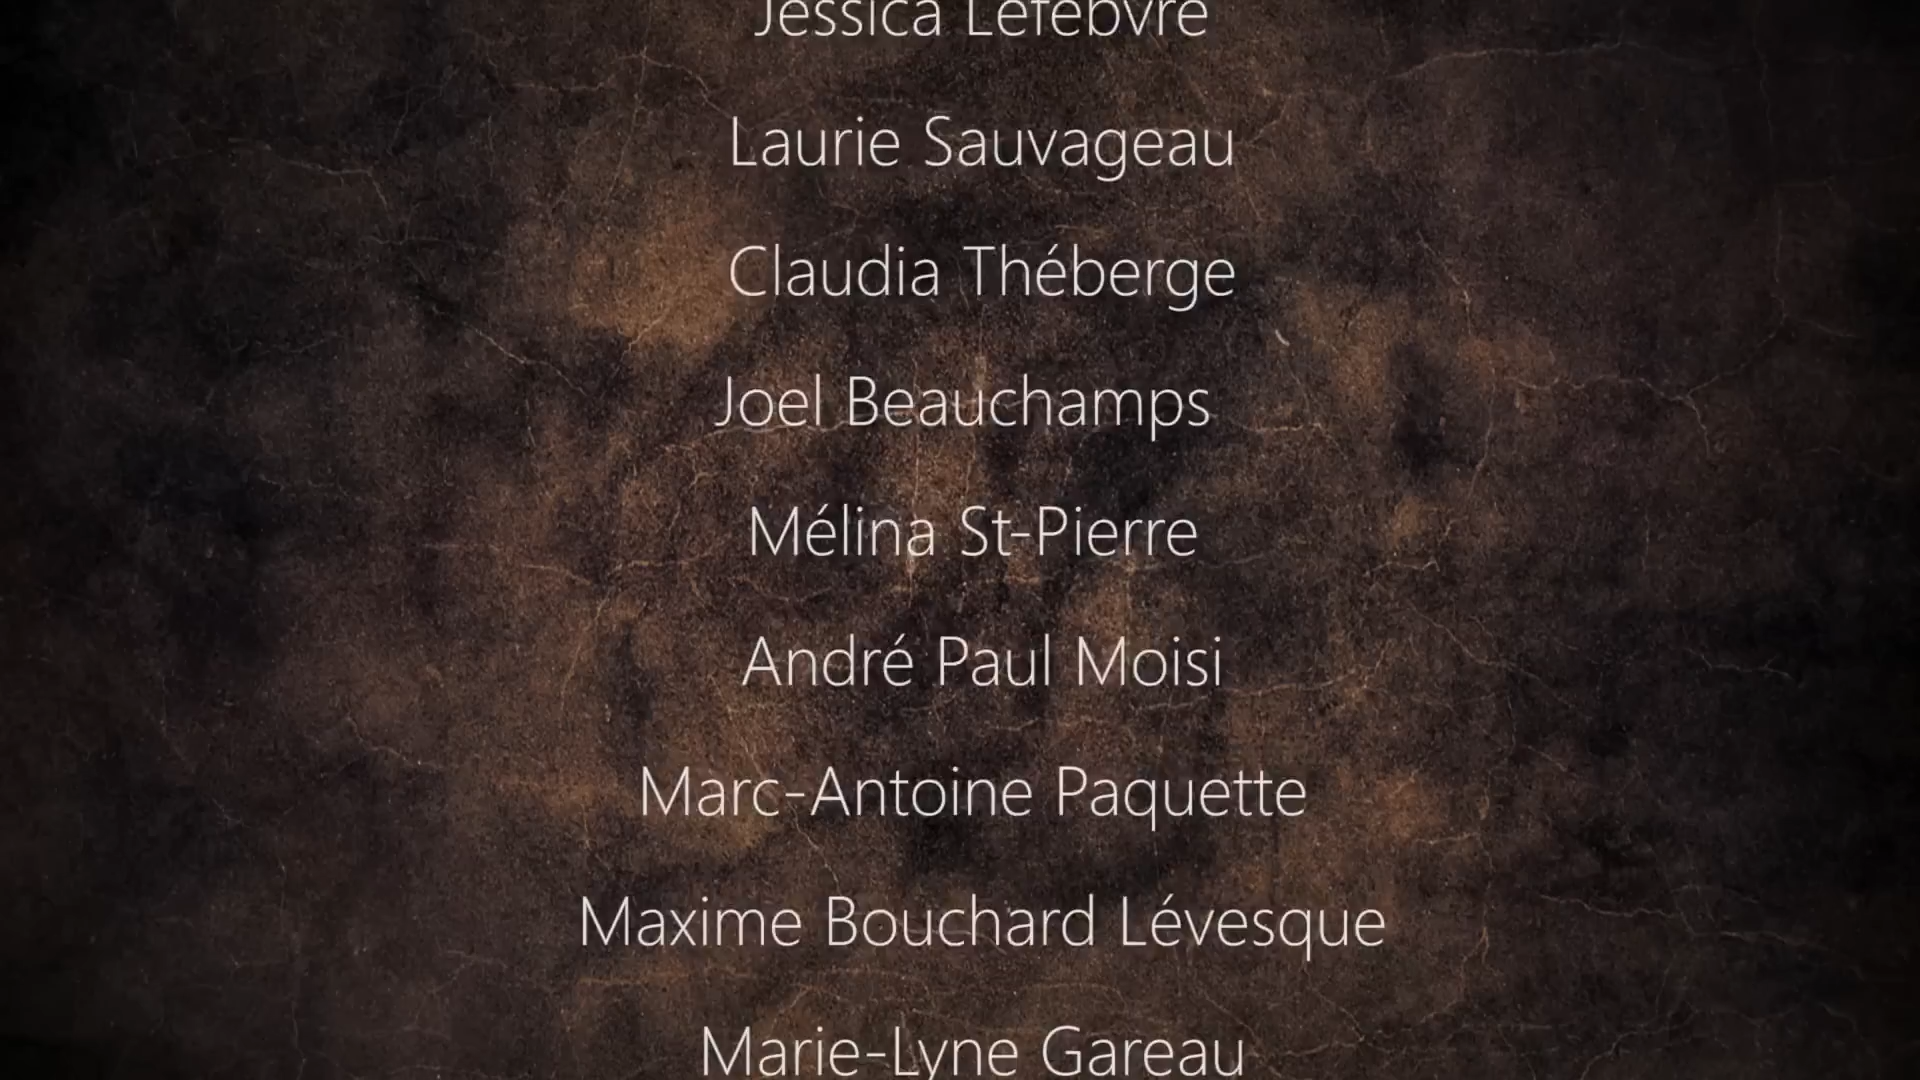 Jessica Lefebvre
Laurie Sauvageau
Claudia Théberge
Joel Beauchamps
Mélina St-Pierre
André Paul Moisi
Marc-Antoine Paquette
Maxime Bouchard Lévesque
Marie-Lyne Gareau